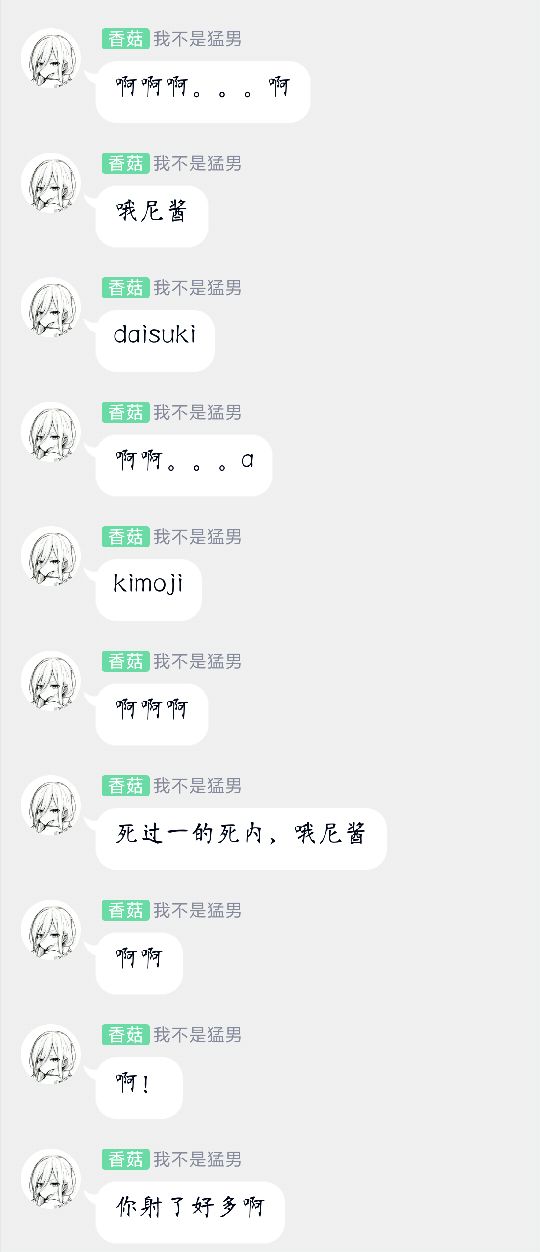 香菇 我不是猛男
啊啊啊。。。啊
香菇 我不是猛男
哦尼酱
香菇 我不是猛男
daisuki
香菇 我不是猛男
啊啊。。。a
香菇 我不是猛男
kimoji
香菇 我不是猛男
啊啊啊
香菇 我不是猛男
死过一的死内，哦尼酱
香菇 我不是猛男
啊啊
香菇 我不是猛男
啊！
香菇 我不是猛男
你射了好多啊